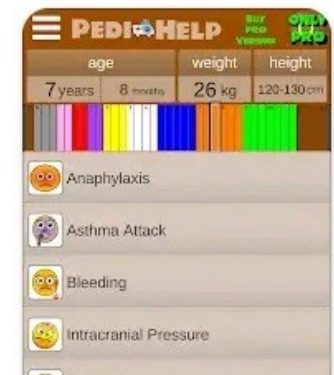 PEDI HELP
BUY PRO VERSION
ONLY PRO
age weight height
7 years 8 months 26 kg 120-130 cm
Anaphylaxis
Asthma Attack
Bleeding
Intracranial Pressure